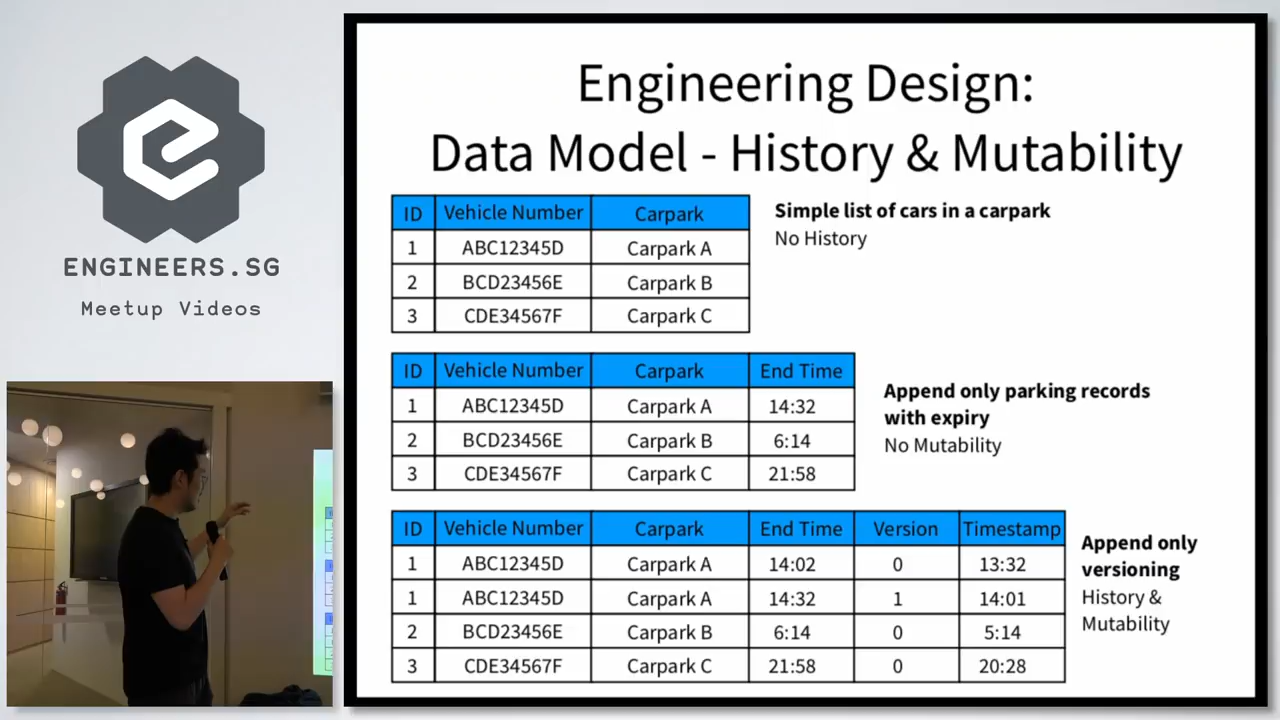 ENGINEERS.SG
Meetup Videos
Engineering Design:
Data Model - History & Mutability
ID Vehicle Number Carpark
1 ABC12345D Carpark A
2 BCD23456E Carpark B
3 CDE34567F Carpark C
Simple list of cars in a carpark
No History
ID Vehicle Number Carpark End Time
1 ABC12345D Carpark A 14:32
2 BCD23456E Carpark B 6:14
3 CDE34567F Carpark C 21:58
Append only parking records
with expiry
No Mutability
ID Vehicle Number Carpark End Time Version Timestamp
1 ABC12345D Carpark A 14:02 0 13:32
1 ABC12345D Carpark A 14:32 1 14:01
2 BCD23456E Carpark B 6:14 0 5:14
3 CDE34567F Carpark C 21:58 0 20:28
Append only
versioning
History &
Mutability